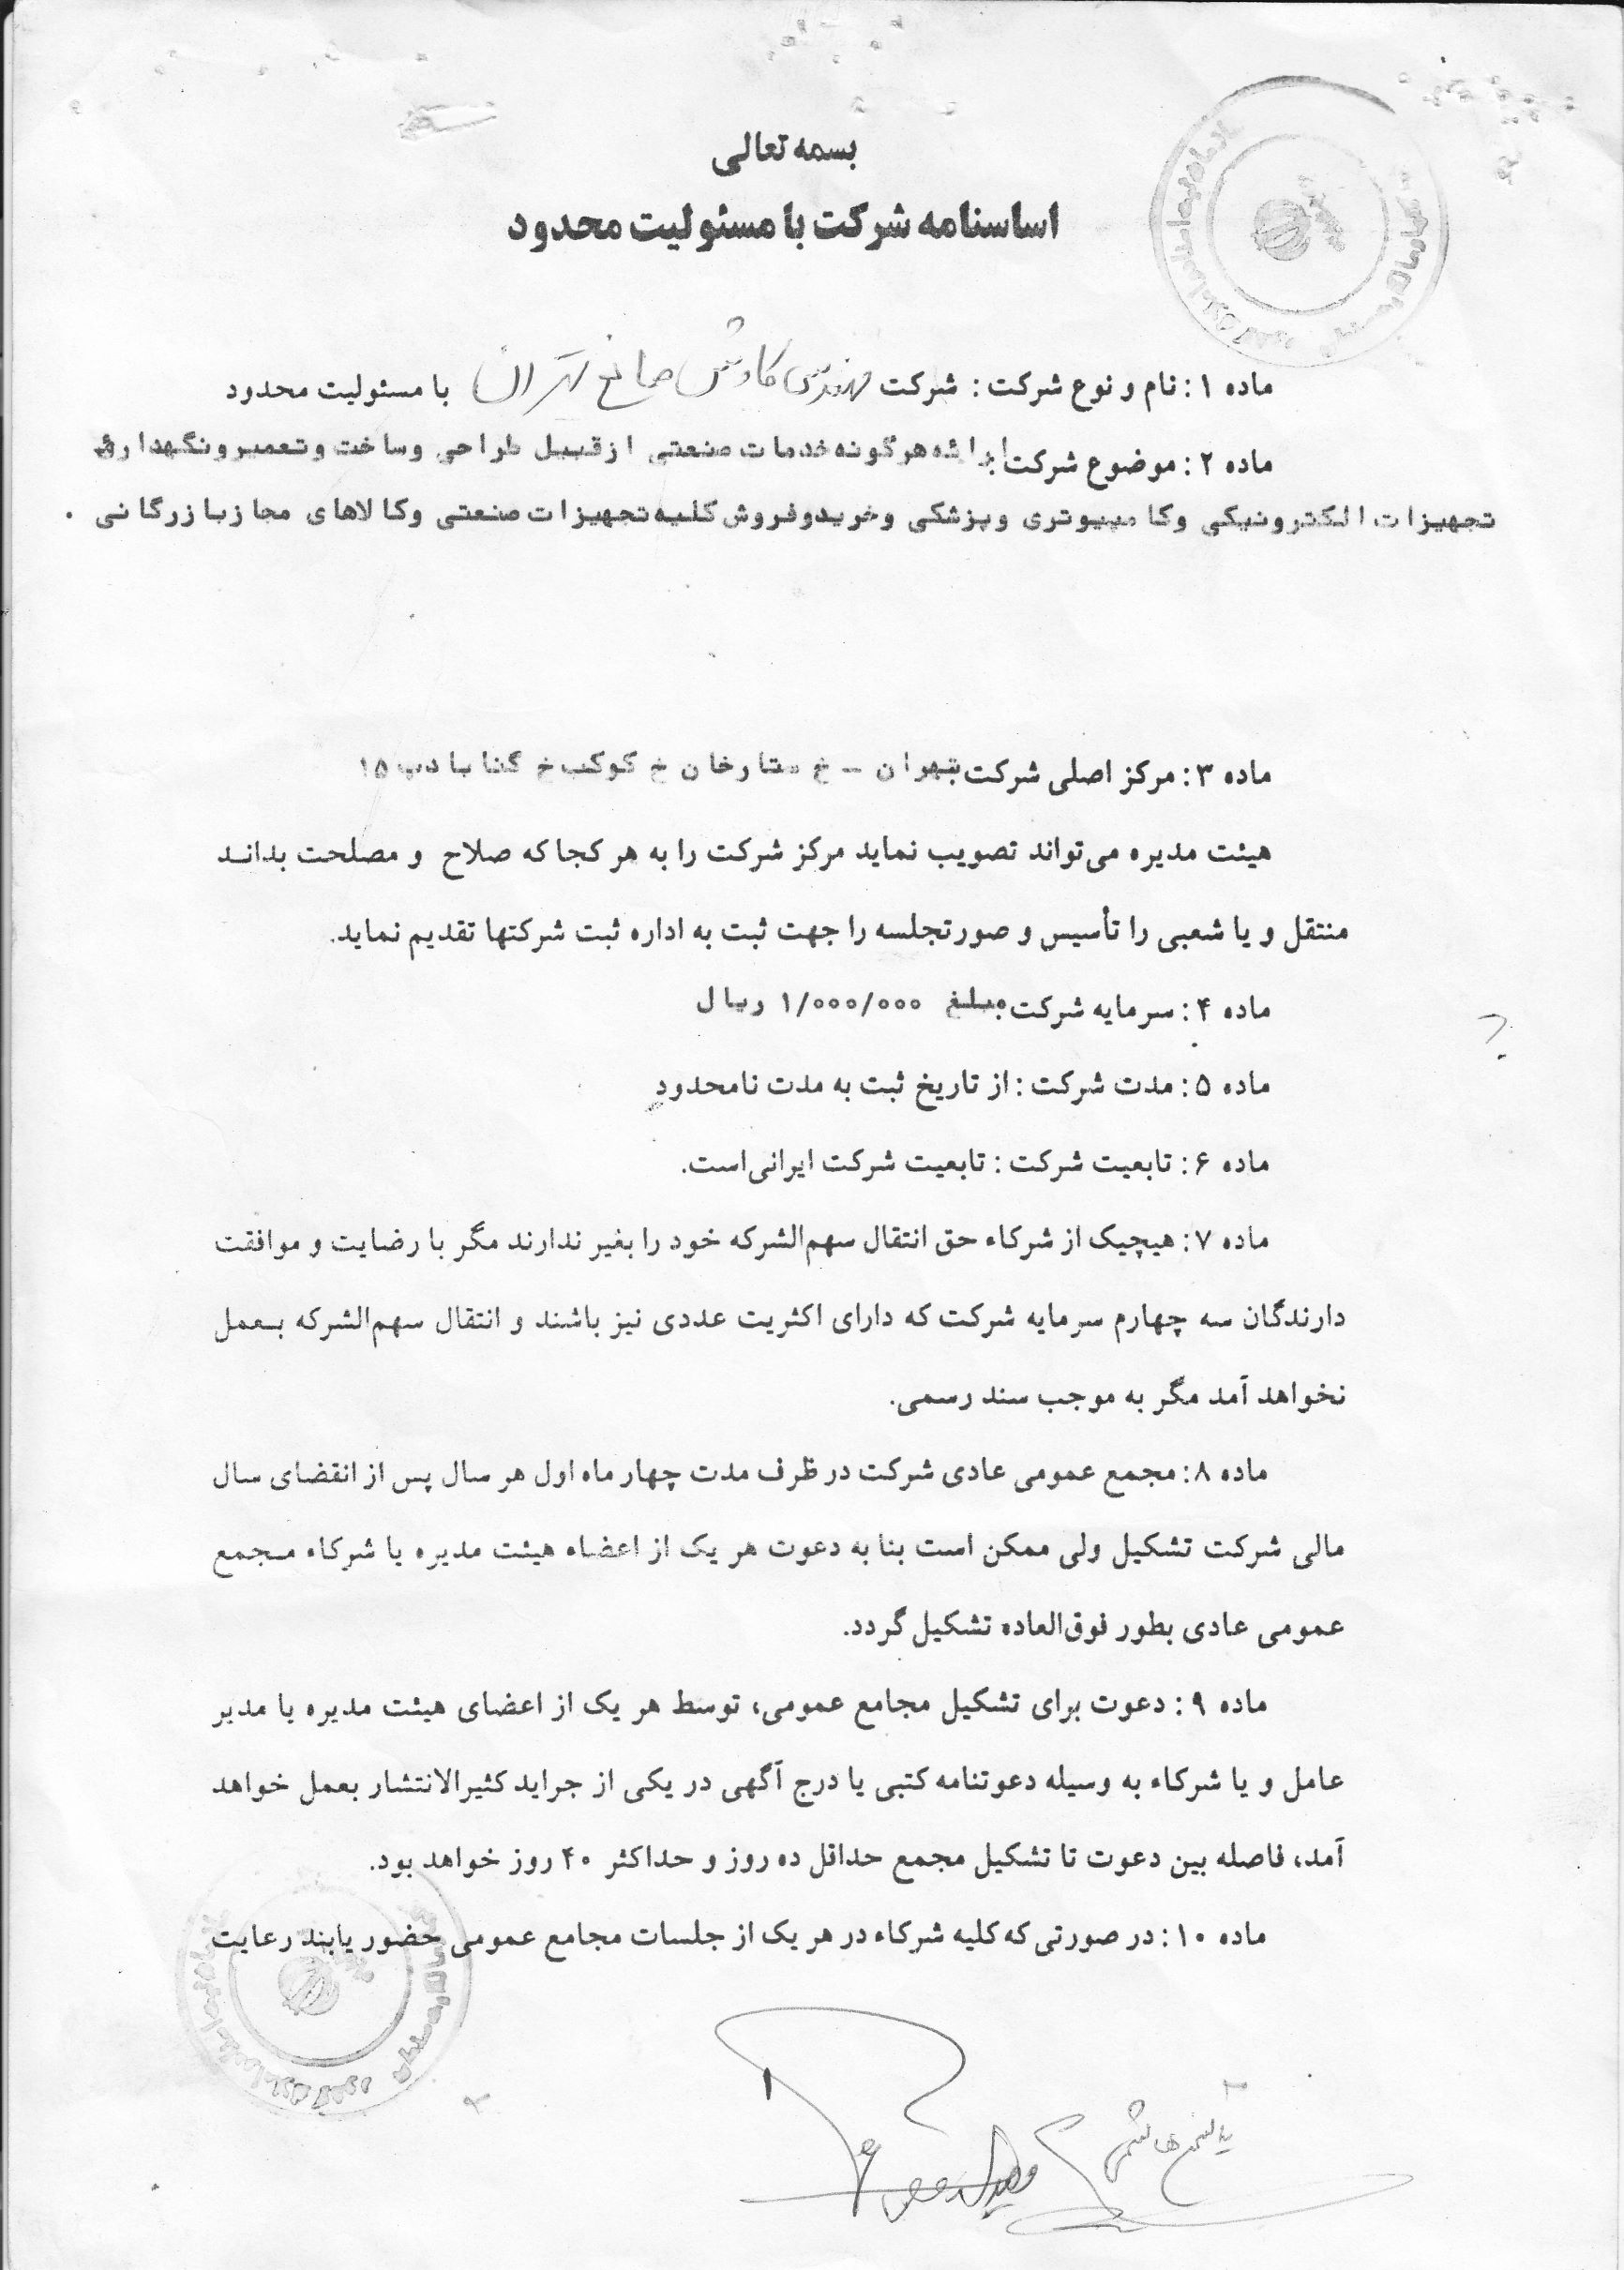 بسمه تعالی
اساسنامه شرکت با مسئولیت محدود
ماده ۱ : نام و نوع شرکت : شرکت مهندسی کاوش صانع تهران با مسئولیت محدود
ماده ۲ : موضوع شرکت : ارائه هرگونه خدمات صنعتی از قبیل طراحی و ساخت و تعمیر و نگهداری
تجهیزات الکترونیکی و کامپیوتری و پزشکی و خرید و فروش کلیه تجهیزات صنعتی و کالاهای مجاز بازرگانی .
ماده ۳ : مرکز اصلی شرکت : تهران – خ ستارخان خ کوکب خ گنابادپ ۱۵
هیئت مدیره می‌تواند تصویب نماید مرکز شرکت را به هر کجا که صلاح و مصلحت بداند
منتقل و یا شعبی را تأسیس و صورتجلسه را جهت ثبت به اداره ثبت شرکتها تقدیم نماید.
ماده ۴ : سرمایه شرکت : مبلغ ۱/۰۰۰/۰۰۰ ریال
ماده ۵ : مدت شرکت : از تاریخ ثبت به مدت نامحدود
ماده ۶ : تابعیت شرکت : تابعیت شرکت ایرانی است.
ماده ۷ : هیچیک از شرکاء حق انتقال سهم‌الشرکه خود را بغیر ندارند مگر با رضایت و موافقت
دارندگان سه چهارم سرمایه شرکت که دارای اکثریت عددی نیز باشند و انتقال سهم‌الشرکه بعمل
نخواهد آمد مگر به موجب سند رسمی.
ماده ۸ : مجمع عمومی عادی شرکت در ظرف مدت چهار ماه اول هر سال پس از انقضای سال
مالی شرکت تشکیل ولی ممکن است بنا به دعوت هر یک از اعضاء هیئت مدیره یا شرکاء مجمع
عمومی عادی بطور فوق‌العاده تشکیل گردد.
ماده ۹ : دعوت برای تشکیل مجامع عمومی، توسط هر یک از اعضای هیئت مدیره یا مدیر
عامل و یا شرکاء به وسیله دعوتنامه کتبی یا درج آگهی در یکی از جراید کثیرالانتشار بعمل خواهد
آمد، فاصله بین دعوت تا تشکیل مجمع حداقل ده روز و حداکثر ۴۰ روز خواهد بود.
ماده ۱۰ : در صورتی که کلیه شرکاء در هر یک از جلسات مجامع عمومی حضور یابند رعایت